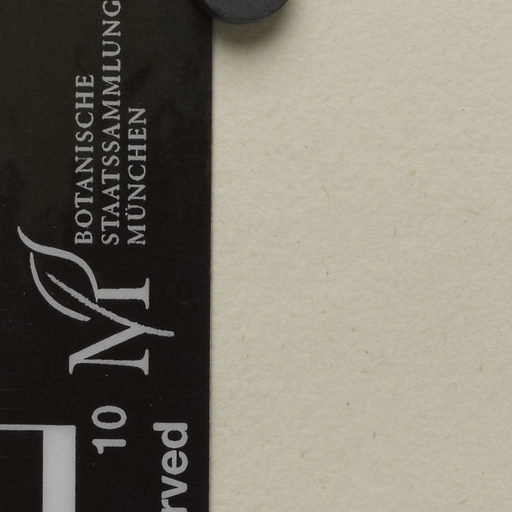 BOTANISCHE
STAATSSAMMLUNG
MÜNCHEN
M
10
rved